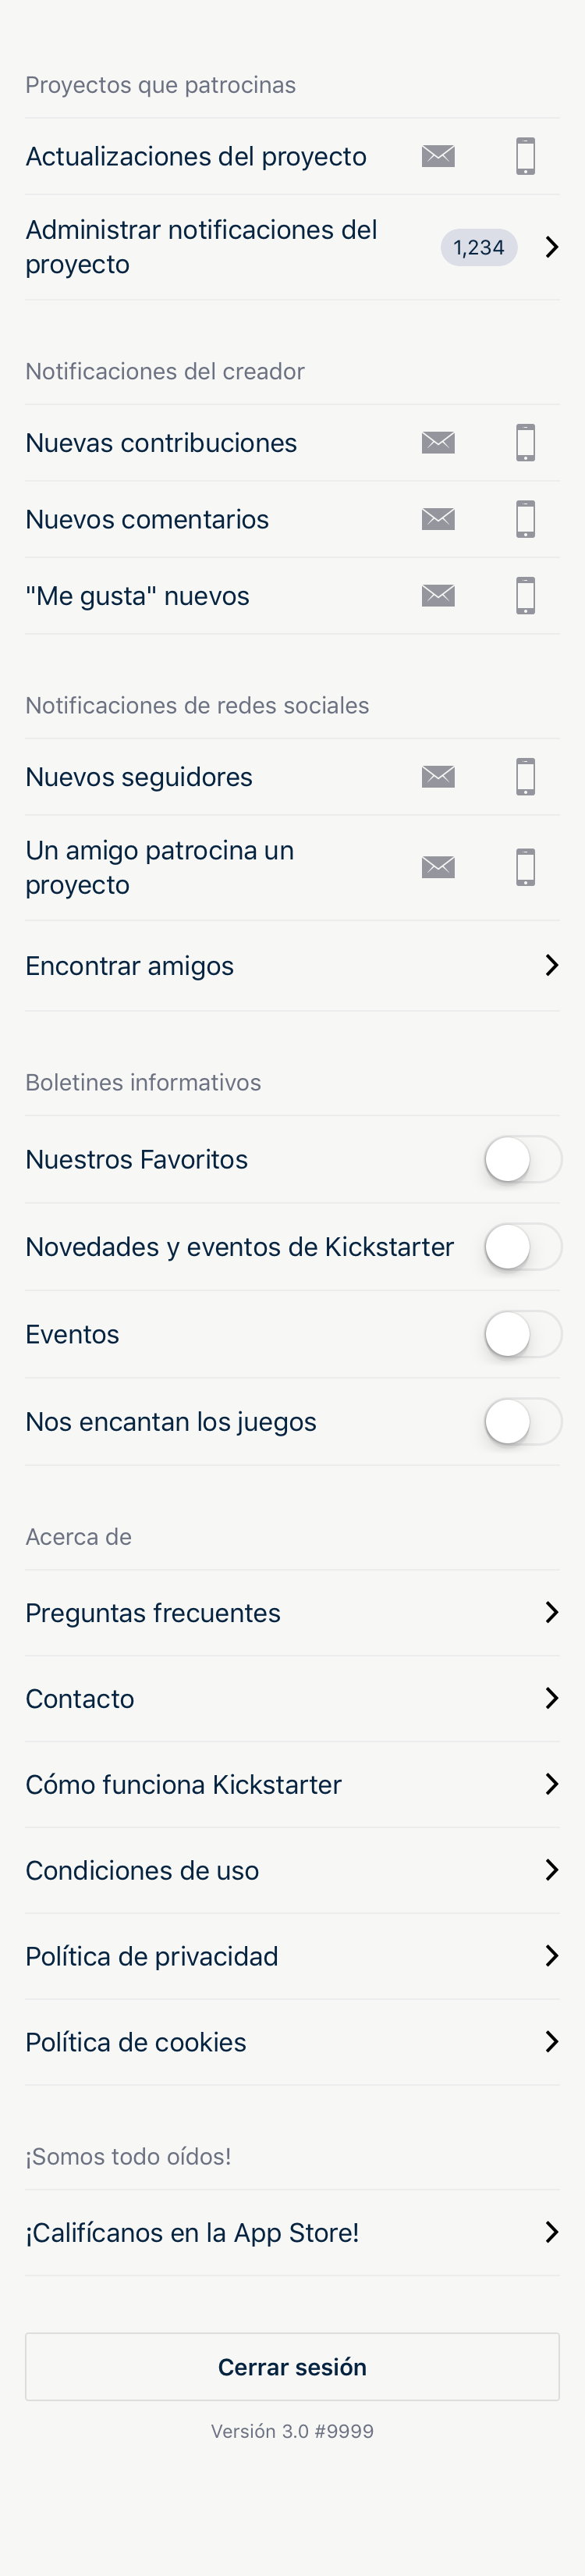 Proyectos que patrocinas
Actualizaciones del proyecto
Administrar notificaciones del
proyecto
1,234
Notificaciones del creador
Nuevas contribuciones
Nuevos comentarios
"Me gusta" nuevos
Notificaciones de redes sociales
Nuevos seguidores
Un amigo patrocina un
proyecto
Encontrar amigos
Boletines informativos
Nuestros Favoritos
Novedades y eventos de Kickstarter
Eventos
Nos encantan los juegos
Acerca de
Preguntas frecuentes
Contacto
Cómo funciona Kickstarter
Condiciones de uso
Política de privacidad
Política de cookies
¡Somos todo oídos!
¡Califícanos en la App Store!
Cerrar sesión
Versión 3.0 #9999